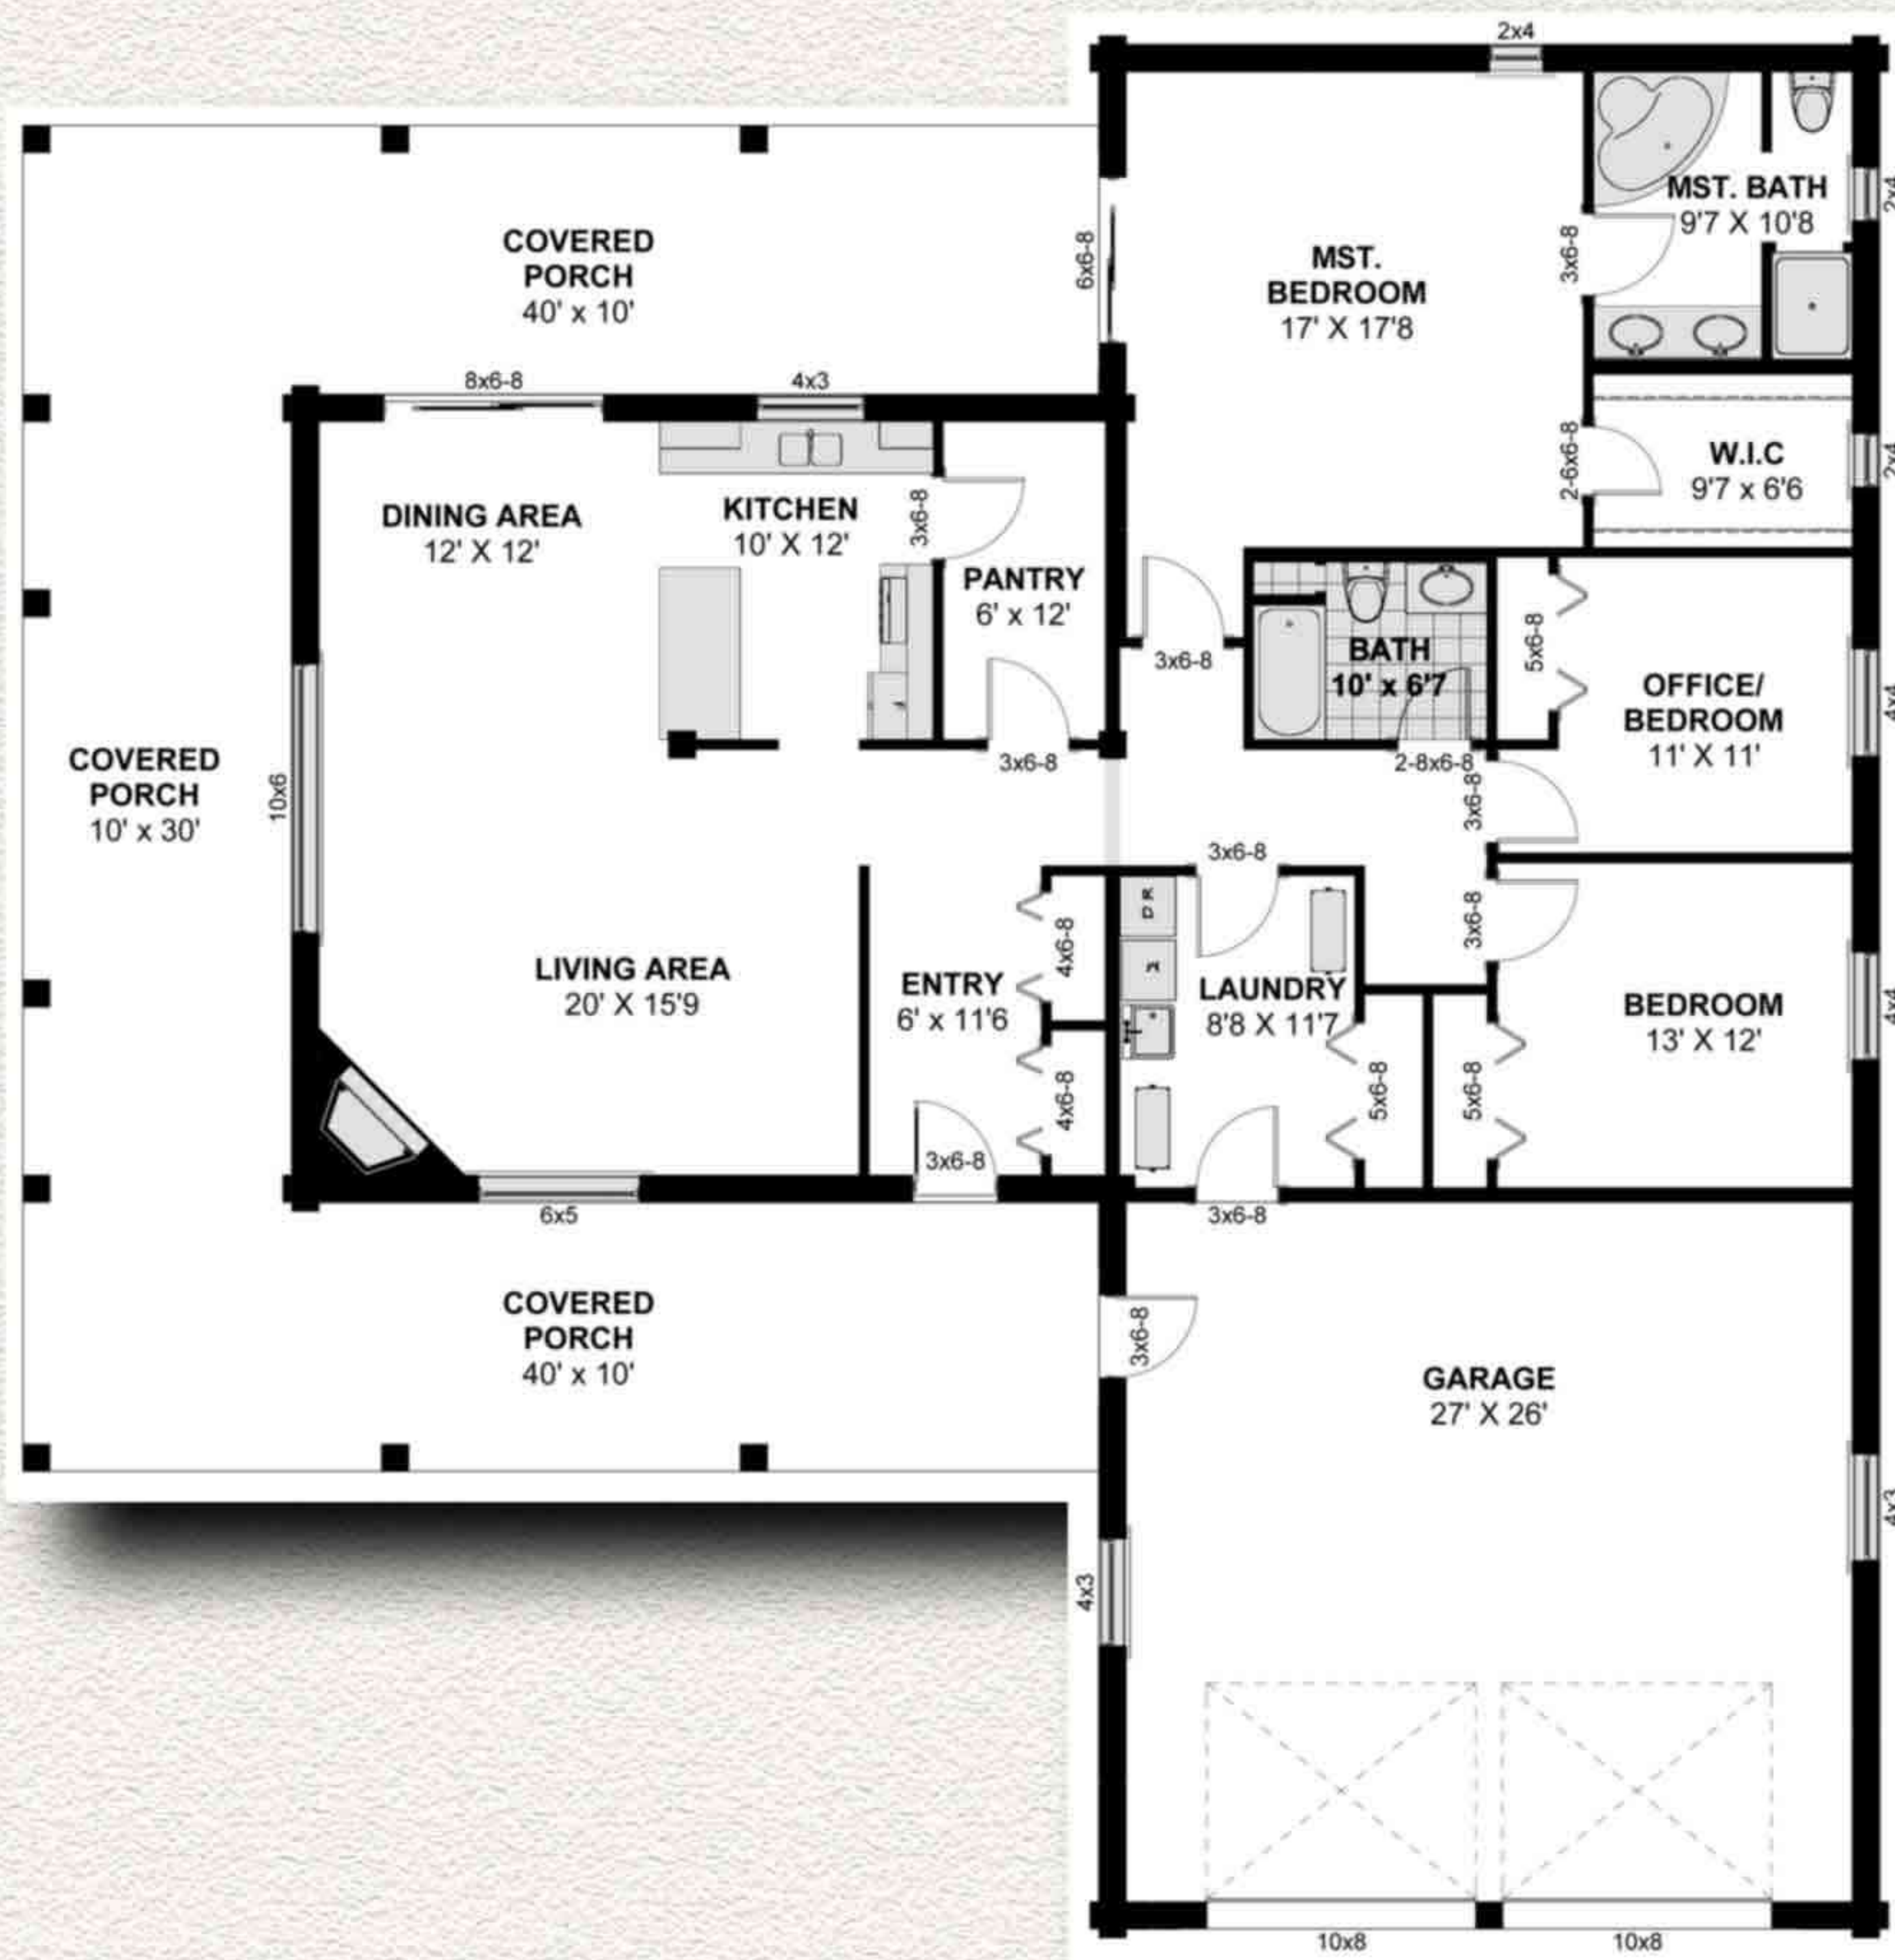 2x4
MST. BATH
9'7 X 10'8
2x4
COVERED
PORCH
40' x 10'
6x6-8
MST.
BEDROOM
17' X 17'8
3x6-8
8x6-8
4x3
2-6x6-8
W.I.C
9'7 x 6'6
2x4
DINING AREA
12' X 12'
KITCHEN
10' X 12'
3x6-8
PANTRY
6' x 12'
3x6-8
3x6-8
BATH
10' x 6'7
2-8x6-8
5x6-8
OFFICE/
BEDROOM
11' X 11'
4x4
3x6-8
COVERED
PORCH
10' x 30'
10x6
3x6-8
DR
W
3x6-8
LIVING AREA
20' X 15'9
ENTRY
6' x 11'6
4x6-8
4x6-8
3x6-8
LAUNDRY
8'8 X 11'7
5x6-8
5x6-8
BEDROOM
13' X 12'
4x4
6x5
3x6-8
COVERED
PORCH
40' x 10'
3x6-8
GARAGE
27' X 26'
4x3
4x3
10x8
10x8